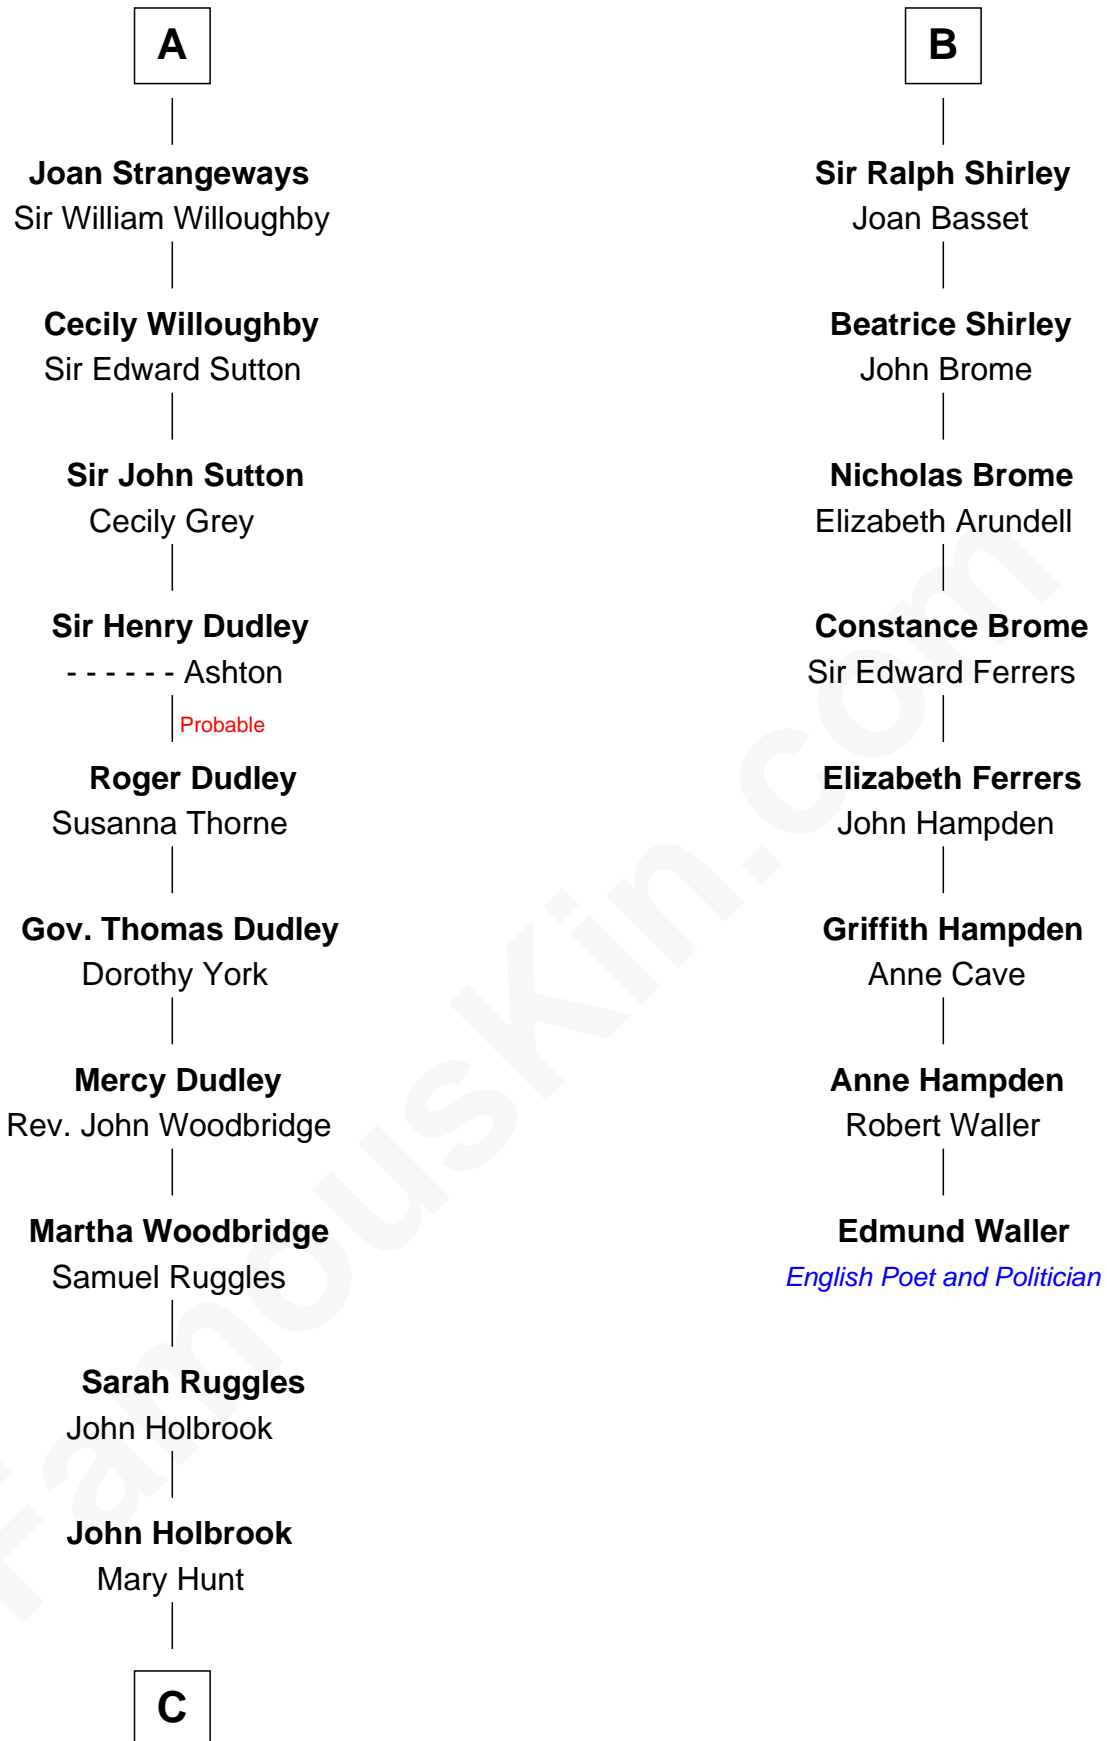 A
Joan Strangeways
Sir William Willoughby
Cecily Willoughby
Sir Edward Sutton
Sir John Sutton
Cecily Grey
Sir Henry Dudley
- - - - - - Ashton
Probable
Roger Dudley
Susanna Thorne
Gov. Thomas Dudley
Dorothy York
Mercy Dudley
Rev. John Woodbridge
Martha Woodbridge
Samuel Ruggles
Sarah Ruggles
John Holbrook
John Holbrook
Mary Hunt
C
B
Sir Ralph Shirley
Joan Basset
Beatrice Shirley
John Brome
Nicholas Brome
Elizabeth Arundell
Constance Brome
Sir Edward Ferrers
Elizabeth Ferrers
John Hampden
Griffith Hampden
Anne Cave
Anne Hampden
Robert Waller
Edmund Waller
English Poet and Politician
FamousKin.com